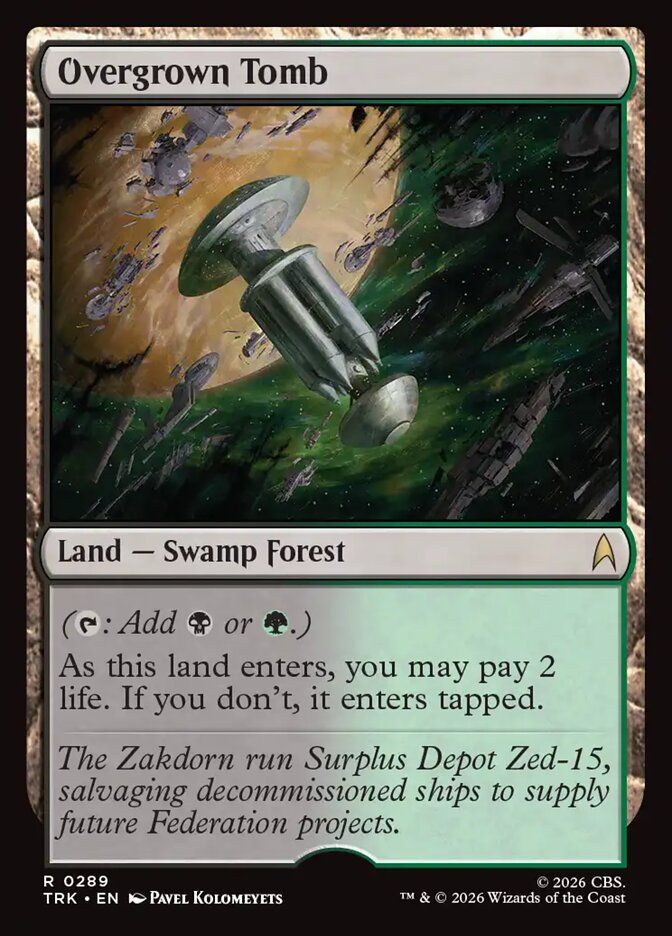 Overgrown Tomb
Land — Swamp Forest
(: Add or .)
As this land enters, you may pay 2
life. If you don't, it enters tapped.
The Zakdorn run Surplus Depot Zed-15,
salvaging decommissioned ships to supply
future Federation projects.
R 0289
TRK • EN PAVEL KOLOMEYETS
© 2026 CBS.
™ & © 2026 Wizards of the Coast